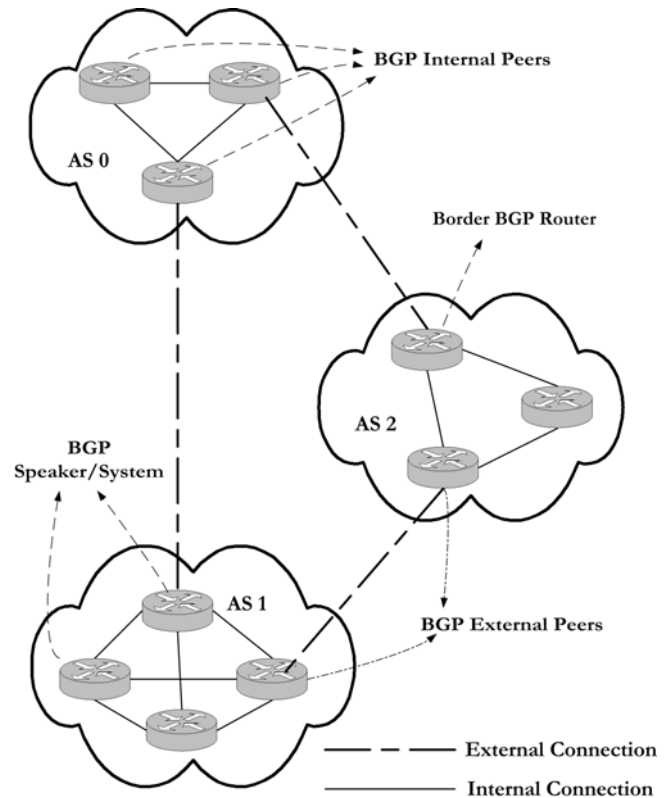 BGP Internal Peers
AS 0
Border BGP Router
AS 2
BGP
Speaker/System
AS 1
BGP External Peers
External Connection
Internal Connection